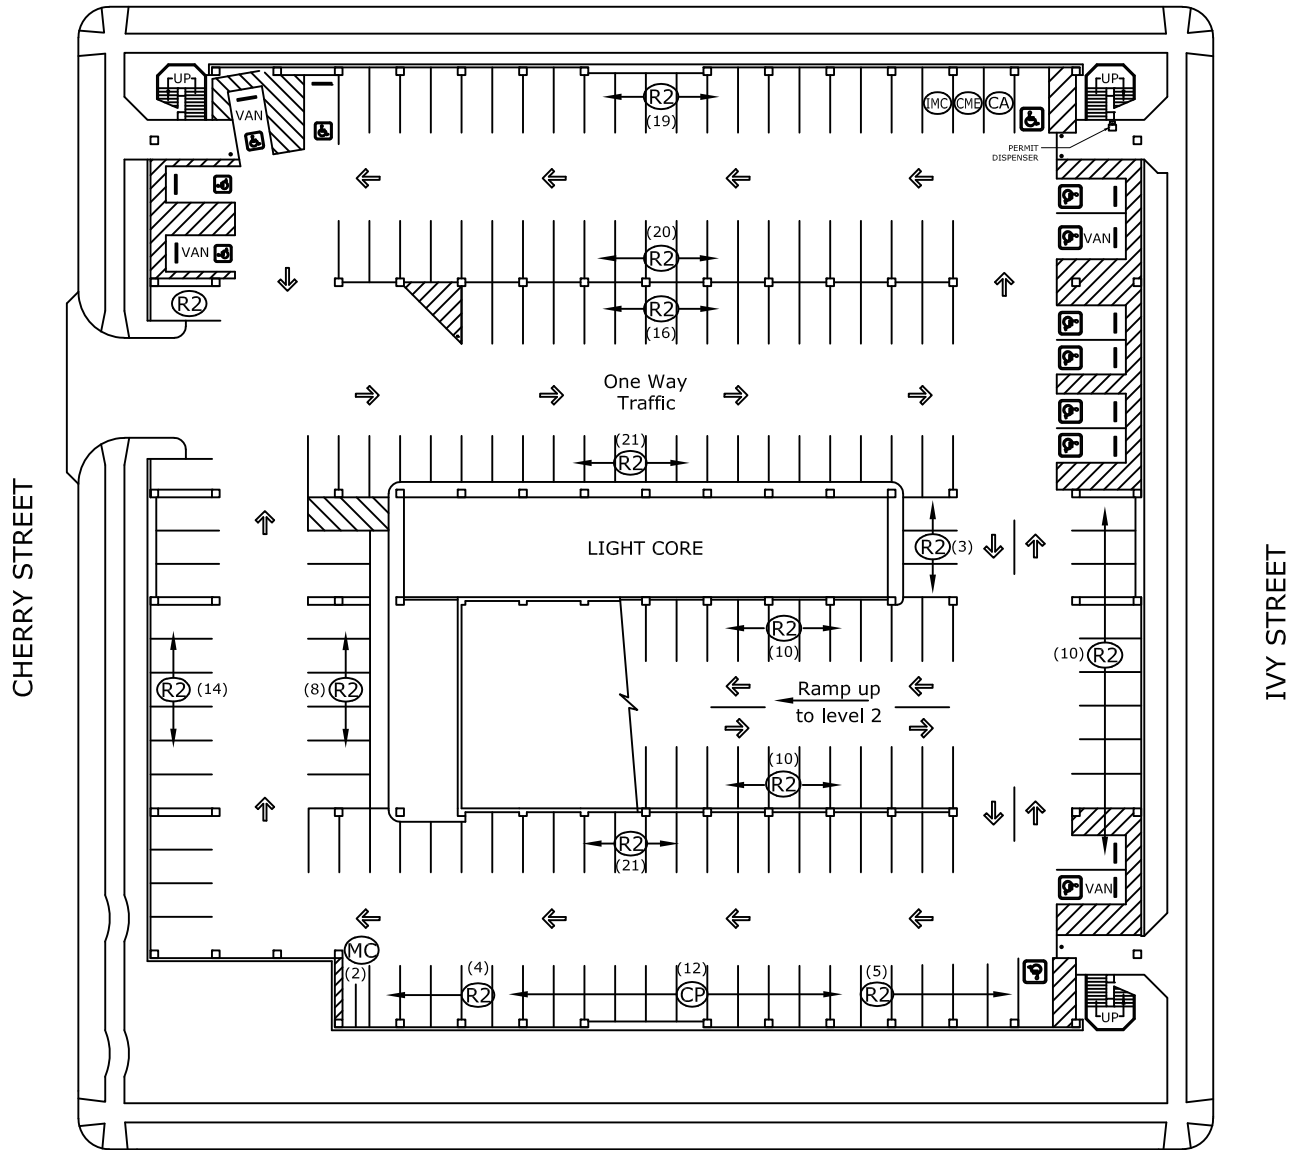 UP
VAN
R2
(19)
IMC
CME
CA
UP
PERMIT
DISPENSER
VAN
(20)
R2
VAN
R2
R2
(16)
One Way
Traffic
(21)
R2
LIGHT CORE
R2 (3)
CHERRY STREET
IVY STREET
R2
(10)
(10) R2
R2 (14)
(8) R2
Ramp up
to level 2
(10)
R2
R2
(21)
VAN
MC
(2)
(4)
R2
(12)
CP
(5)
R2
UP